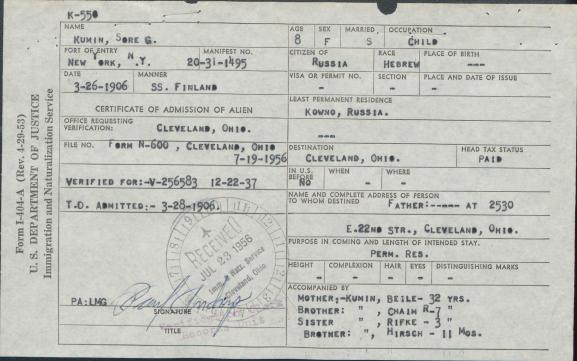 K-550
NAME
KUMIN, SORE G.
AGE SEX MARRIED OCCUPATION
8 F S CHILD
PORT OF ENTRY MANIFEST NO.
NEW YORK, N.Y. 20-31-1495
CITIZEN OF RACE PLACE OF BIRTH
RUSSIA HEBREW ---
DATE MANNER
3-26-1906 SS. FINLAND
VISA OR PERMIT NO. SECTION PLACE AND DATE OF ISSUE
- - -
CERTIFICATE OF ADMISSION OF ALIEN
LEAST PERMANENT RESIDENCE
KOWNO, RUSSIA.
OFFICE REQUESTING
VERIFICATION: CLEVELAND, OHIO.
---
FILE NO. FORM N-600, CLEVELAND, OHIO
7-19-1956
DESTINATION HEAD TAX STATUS
CLEVELAND, OHIO. PAID
VERIFIED FOR:-V-256583 12-22-37
IN U.S. BEFORE WHEN WHERE
NO - -
T.D. ADMITTED:- 3-28-1906.
NAME AND COMPLETE ADDRESS OF PERSON
TO WHOM DESTINED FATHER:----- AT 2530
E.22ND STR., CLEVELAND, OHIO.
PURPOSE IN COMING AND LENGTH OF INTENDED STAY.
PERM. RES.
HEIGHT COMPLEXION HAIR EYES DISTINGUISHING MARKS
- - - - -
ACCOMPANIED BY
MOTHER;-KUMIN, BEILE- 32 YRS.
BROTHER: ", CHAIM R-7 "
SISTER ", RIFKE - 3 "
BROTHER: ", HIRSCH - 11 MOS.
RECEIVED
JUL 23 1956
Imm. & Natz. Service
Cleveland, Ohio
PA:LMG
SIGNATURE
TITLE
Form I-404-A (Rev. 4-29-53)
U. S. DEPARTMENT OF JUSTICE
Immigration and Naturalization Service